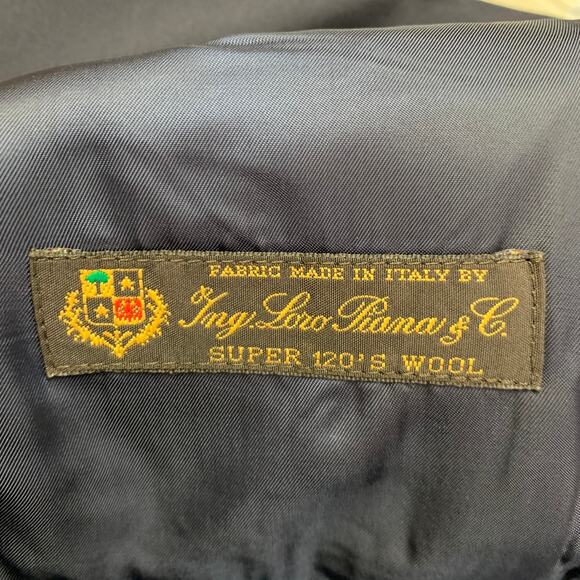 FABRIC MADE IN ITALY BY
Ing. Loro Piana & C.
SUPER 120'S WOOL